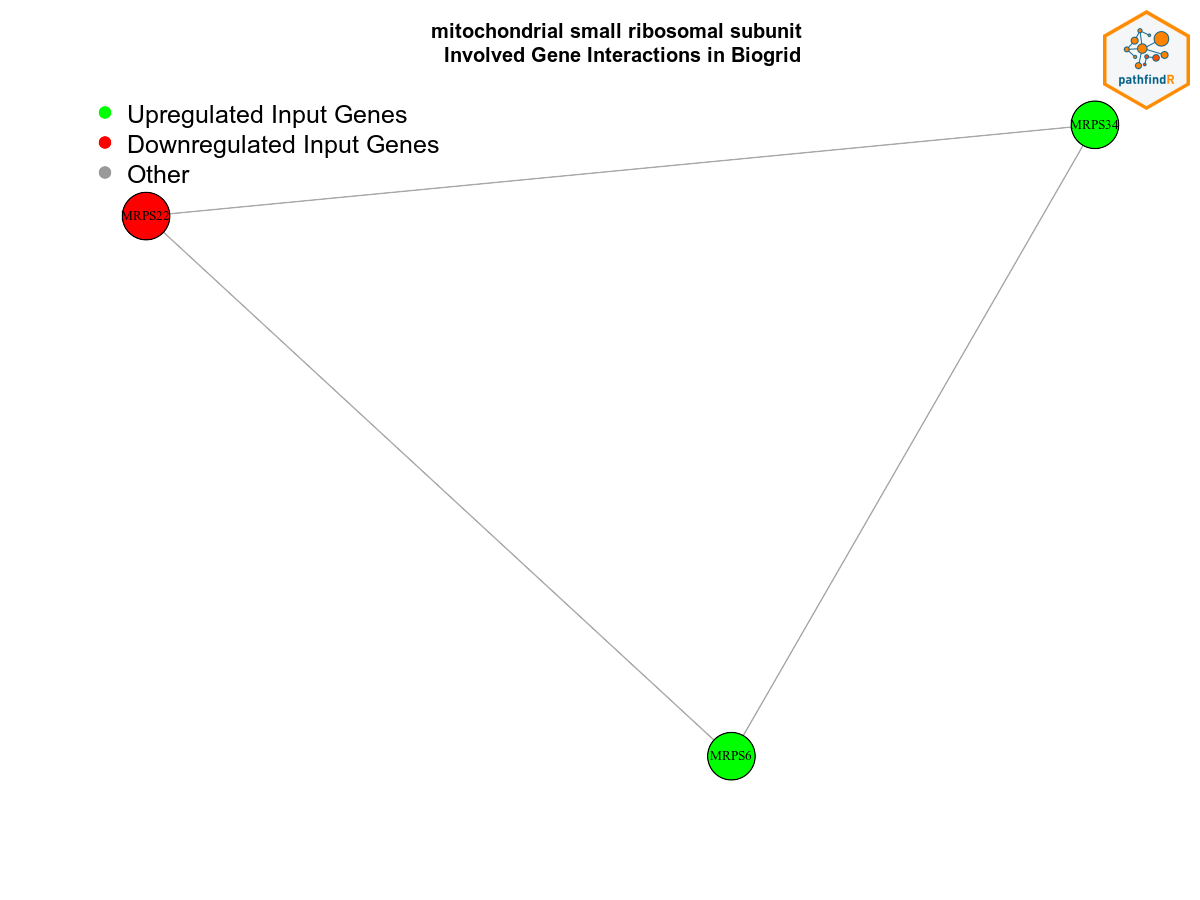 mitochondrial small ribosomal subunit
Involved Gene Interactions in Biogrid
pathfindR
Upregulated Input Genes
Downregulated Input Genes
Other
MRPS34
MRPS22
MRPS6